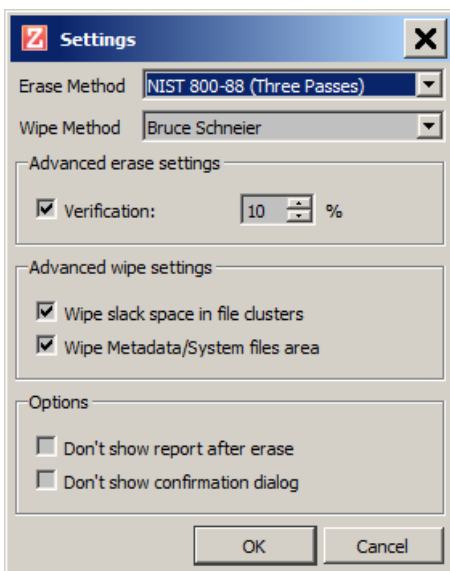 Z Settings
Erase Method NIST 800-88 (Three Passes)
Wipe Method Bruce Schneier
Advanced erase settings
Verification: 10 %
Advanced wipe settings
Wipe slack space in file clusters
Wipe Metadata/System files area
Options
Don't show report after erase
Don't show confirmation dialog
OK Cancel